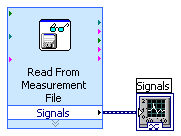 Read From
Measurement
File
Signals
Signals